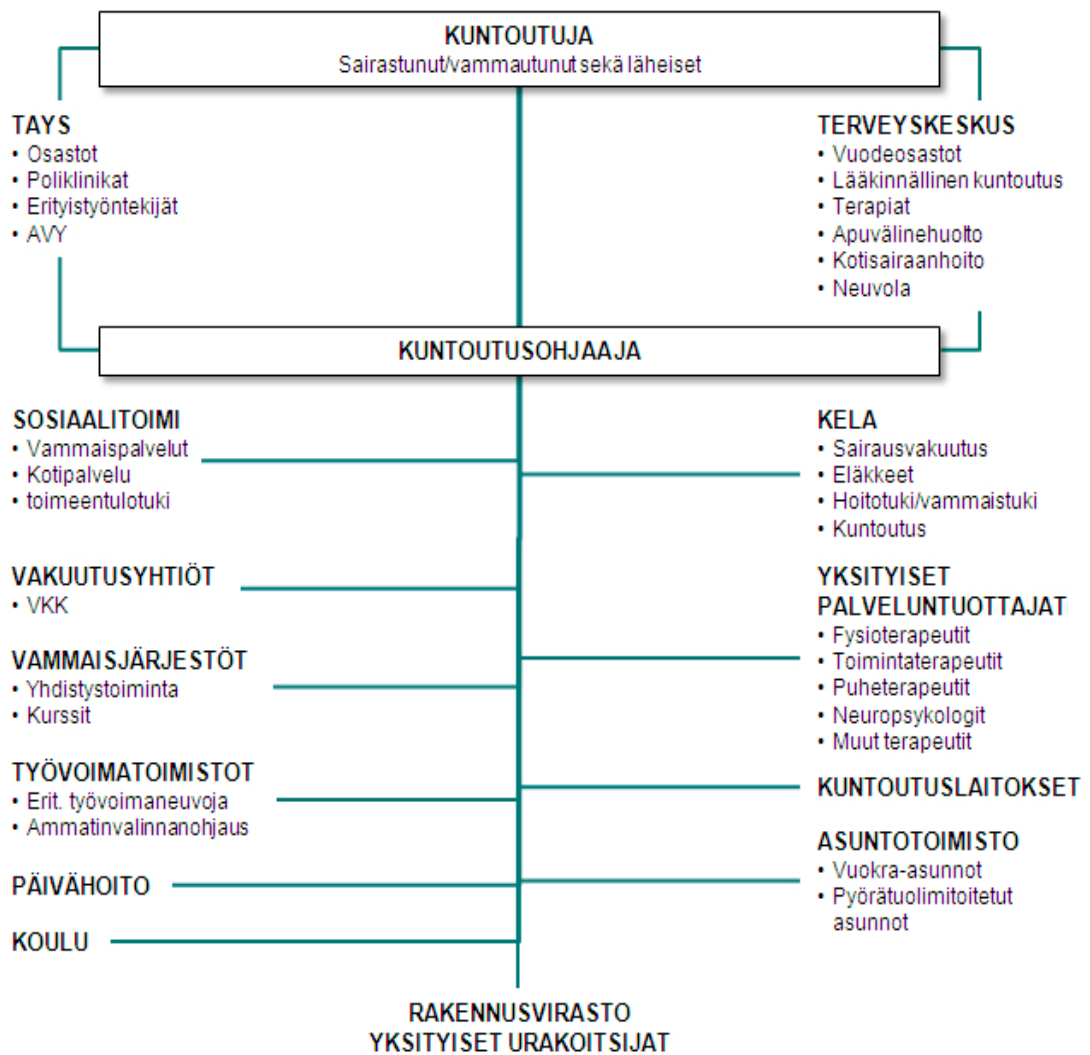 KUNTOUTUJA
Sairastunut/vammautunut sekä läheiset
TAYS
• Osastot
• Poliklinikat
• Erityistyöntekijät
• AVY
TERVEYSKESKUS
• Vuodeosastot
• Lääkinnällinen kuntoutus
• Terapiat
• Apuvälinehuolto
• Kotisairaanhoito
• Neuvola
KUNTOUTUSOHJAAJA
SOSIAALITOIMI
• Vammaispalvelut
• Kotipalvelu
• toimeentulotuki
KELA
• Sairausvakuutus
• Eläkkeet
• Hoitotuki/vammaistuki
• Kuntoutus
VAKUUTUSYHTIÖT
• VKK
YKSITYISET
PALVELUNTUOTTAJAT
• Fysioterapeutit
• Toimintaterapeutit
• Puheterapeutit
• Neuropsykologit
• Muut terapeutit
VAMMAISJÄRJESTÖT
• Yhdistystoiminta
• Kurssit
TYÖVOIMATOIMISTOT
• Erit. työvoimaneuvoja
• Ammatinvalinnanohjaus
KUNTOUTUSLAITOKSET
ASUNTOTOIMISTO
• Vuokra-asunnot
• Pyörätuolimitoitetut
asunnot
PÄIVÄHOITO
KOULU
RAKENNUSVIRASTO
YKSITYISET URAKOITSIJAT